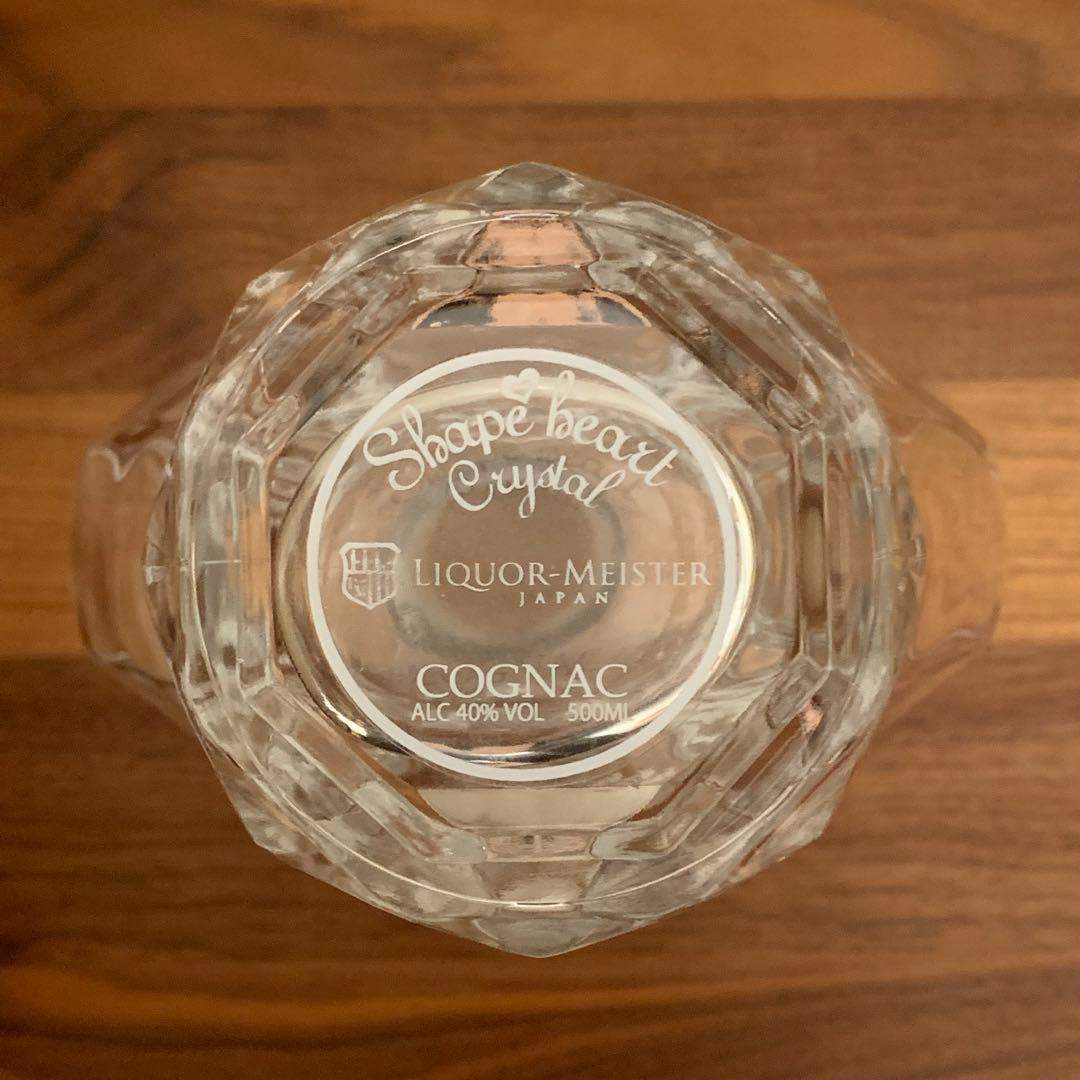 Shape heart
Crystal
LIQUOR-MEISTER
JAPAN
COGNAC
ALC 40% VOL 500ML